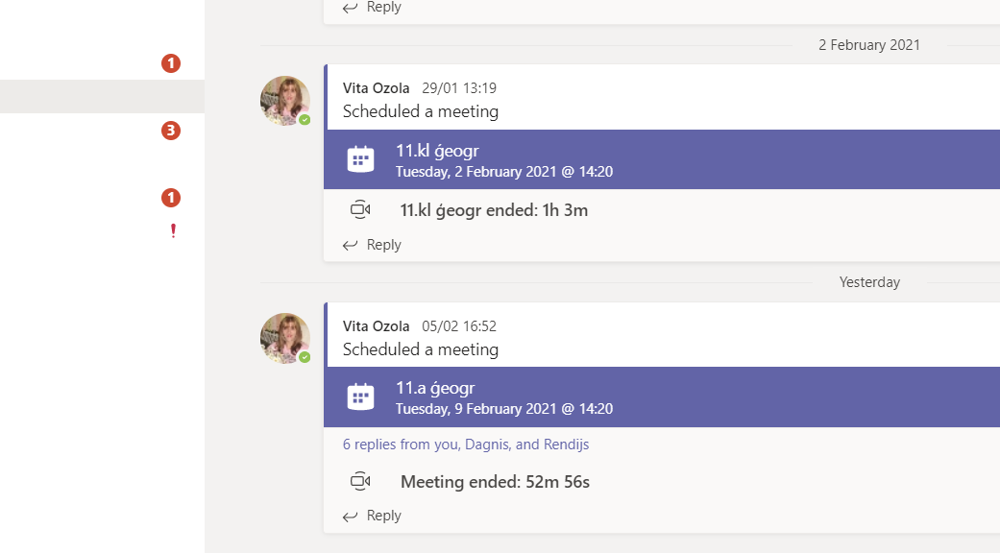 Reply
2 February 2021
1
Vita Ozola 29/01 13:19
Scheduled a meeting
3
11.kl ģeogr
Tuesday, 2 February 2021 @ 14:20
1
11.kl ģeogr ended: 1h 3m
!
Reply
Yesterday
Vita Ozola 05/02 16:52
Scheduled a meeting
11.a ģeogr
Tuesday, 9 February 2021 @ 14:20
6 replies from you, Dagnis, and Rendijs
Meeting ended: 52m 56s
Reply